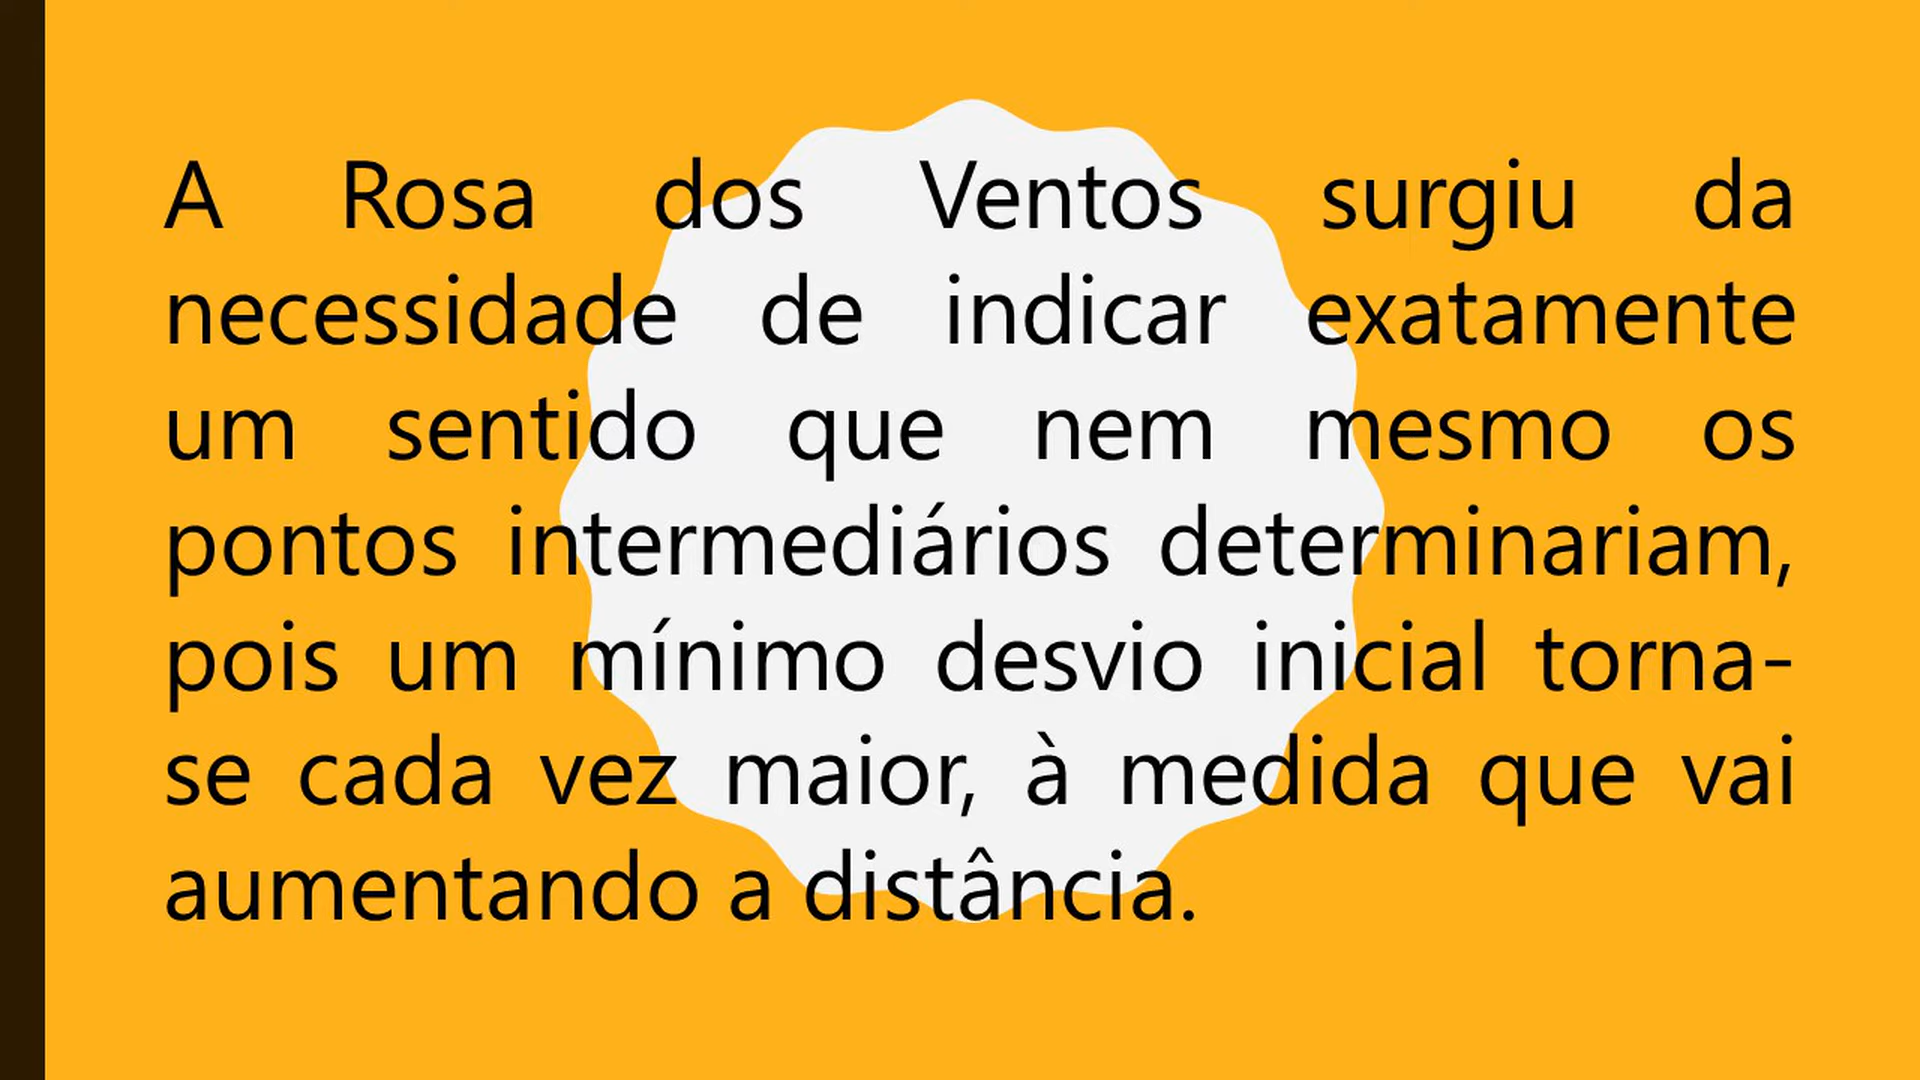 A Rosa dos Ventos surgiu da
necessidade de indicar exatamente
um sentido que nem mesmo os
pontos intermediários determinariam,
pois um mínimo desvio inicial torna-
se cada vez maior, à medida que vai
aumentando a distância.